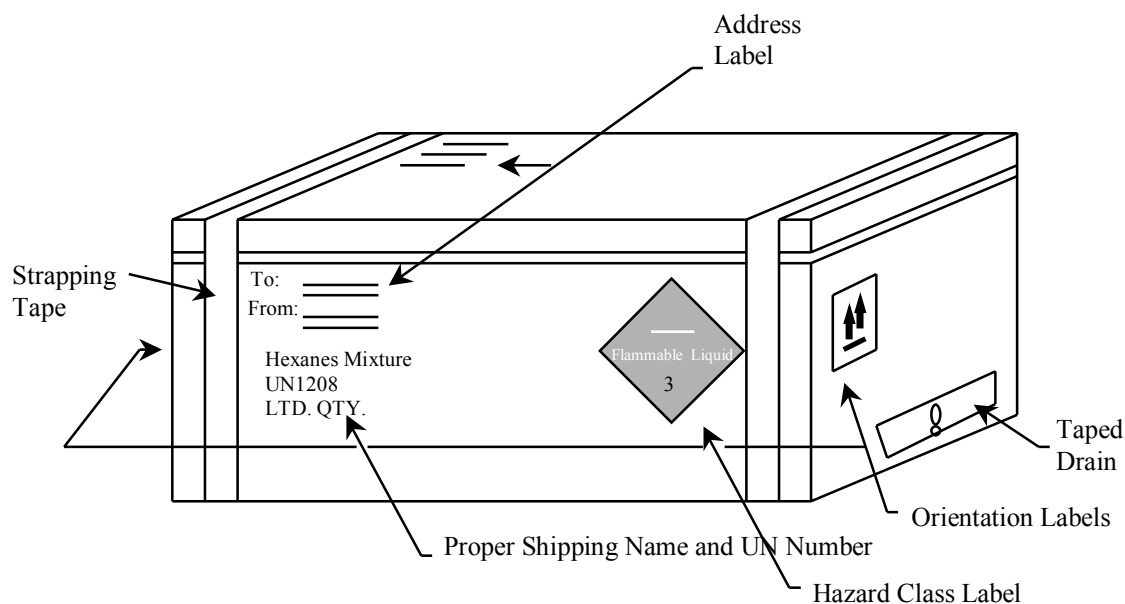 Address
Label
Strapping
Tape
To:
From:
Hexanes Mixture
UN1208
LTD. QTY.
Flammable Liquid
3
Taped
Drain
Orientation Labels
Proper Shipping Name and UN Number
Hazard Class Label